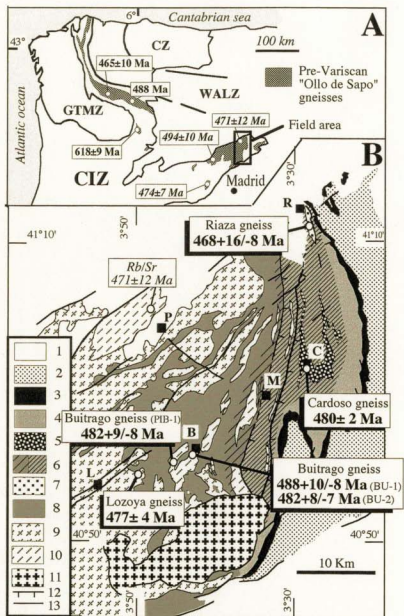 6°
Cantabrian sea
A
43°
CZ
100 km
465±10 Ma
488 Ma
WALZ
Pre-Variscan
"Ollo de Sapo"
gneisses
Atlantic ocean
GTMZ
471±12 Ma
494±10 Ma
Field area
618±9 Ma
CIZ
474±7 Ma
Madrid
3°30'
B
R
3°50'
41°10'
Riaza gneiss
468+16/-8 Ma
41°10'
Rb/Sr
471±12 Ma
P
1
2
3
4
5
6
7
8
9
10
11
12
13
C
M
Cardoso gneiss
480± 2 Ma
Buitrago gneiss (PIB-1)
482+9/-8 Ma
B
Buitrago gneiss
488+10/-8 Ma (BU-1)
482+8/-7 Ma (BU-2)
L
Lozoya gneiss
477± 4 Ma
40°50'
40°50'
10 Km
3°50'
3°30'